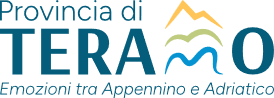 Provincia di
TERAMO
Emozioni tra Appennino e Adriatico